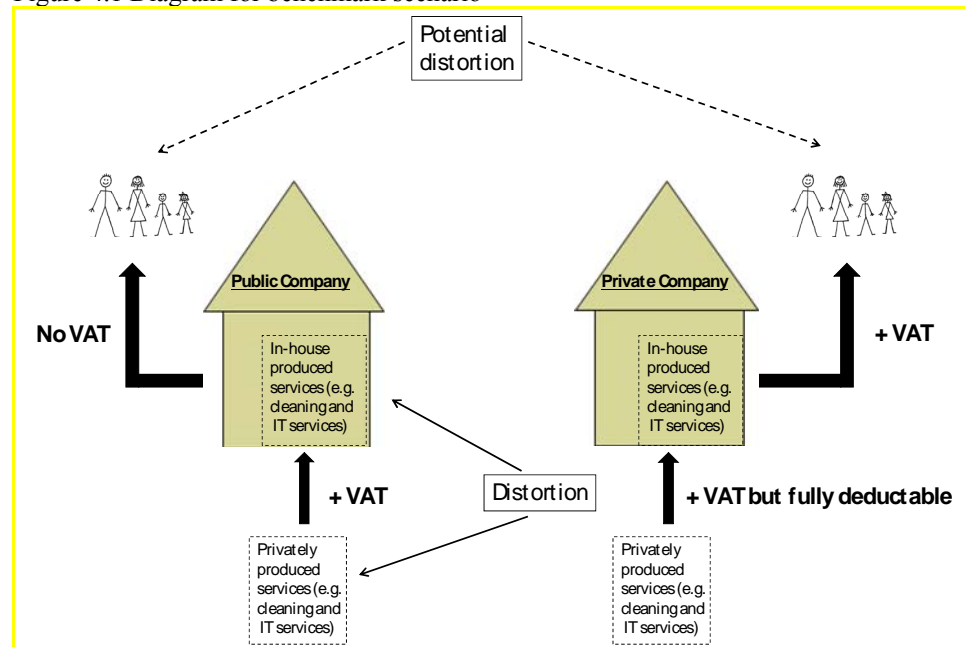 Figure 4.1 Diagram for benchmark scenario
Potential
distortion
Public Company
Private Company
No VAT
+ VAT
In-house
produced
services (e.g.
cleaning and
IT services)
In-house
produced
services (e.g.
cleaning and
IT services)
+ VAT
Distortion
+ VAT but fully deductable
Privately
produced
services (e.g.
cleaning and
IT services)
Privately
produced
services (e.g.
cleaning and
IT services)